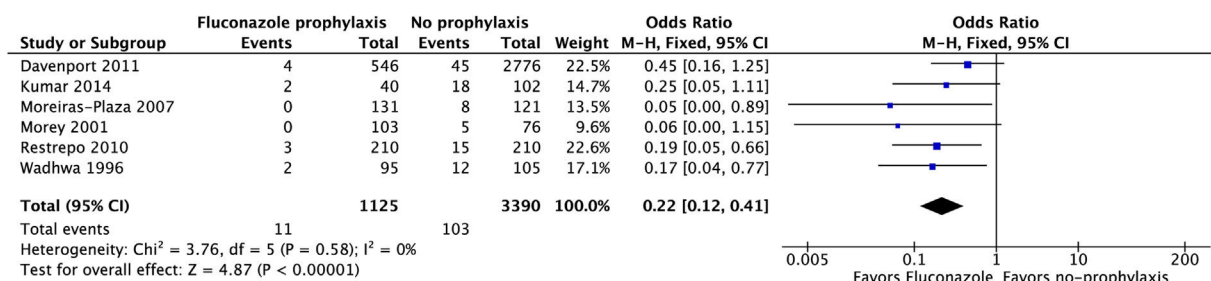 Fluconazole prophylaxis No prophylaxis Odds Ratio Odds Ratio
Study or Subgroup Events Total Events Total Weight M-H, Fixed, 95% CI M-H, Fixed, 95% CI
Davenport 2011 4 546 45 2776 22.5% 0.45 [0.16, 1.25]
Kumar 2014 2 40 18 102 14.7% 0.25 [0.05, 1.11]
Moreiras-Plaza 2007 0 131 8 121 13.5% 0.05 [0.00, 0.89]
Morey 2001 0 103 5 76 9.6% 0.06 [0.00, 1.15]
Restrepo 2010 3 210 15 210 22.6% 0.19 [0.05, 0.66]
Wadhwa 1996 2 95 12 105 17.1% 0.17 [0.04, 0.77]
Total (95% CI) 1125 3390 100.0% 0.22 [0.12, 0.41]
Total events 11 103
Heterogeneity: Chi² = 3.76, df = 5 (P = 0.58); I² = 0%
Test for overall effect: Z = 4.87 (P < 0.00001)
0.005 0.1 1 10 200
Favors Fluconazole Favors no-prophylaxis